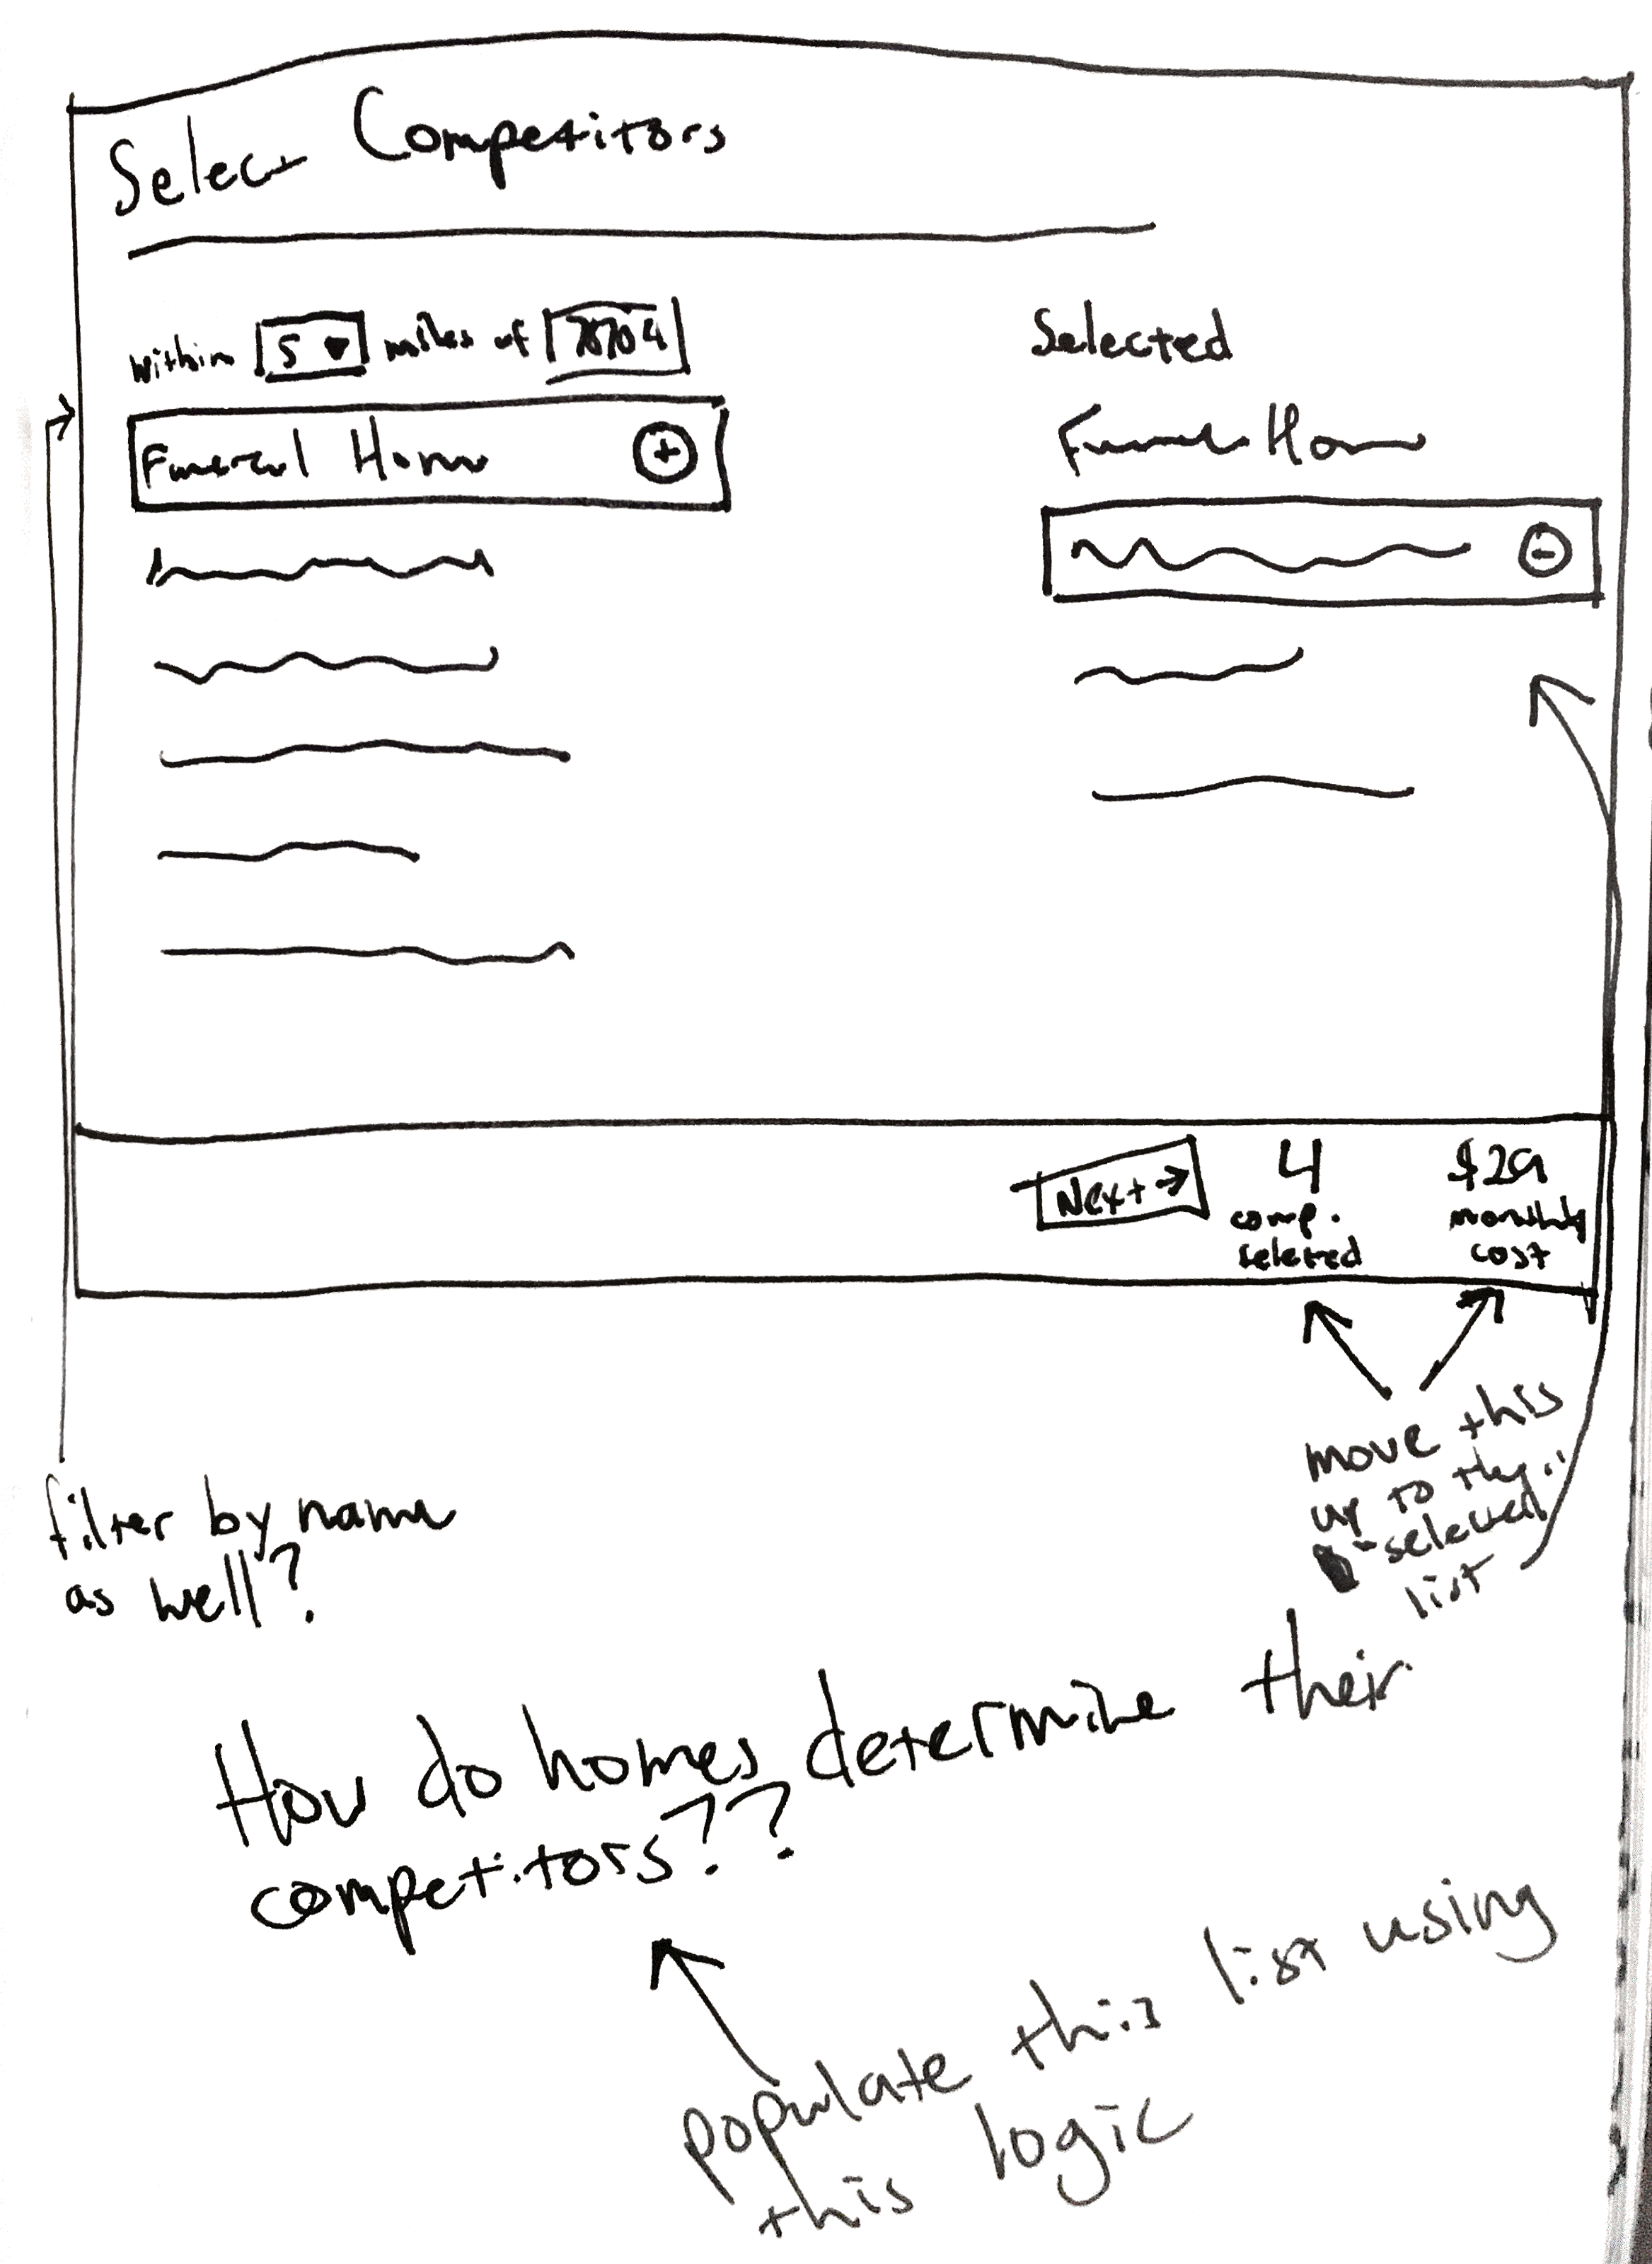 Select Competitors
within 5 ▾ miles of 78704
Funeral Home +
Selected
Funeral Home
-
Next →
4
comp.
selected
$29
monthly
cost
move this
up to the
selected
list
filter by name
as well?
How do homes determine their
competitors??
populate this list using
this logic